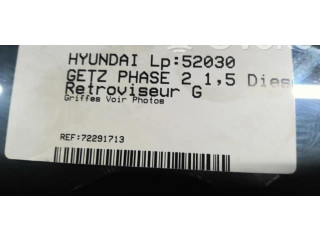 HYUNDAI Lp:52030
GETZ PHASE 2 1,5 Dies
Retroviseur G
Griffes Voir Photos
REF:72291713